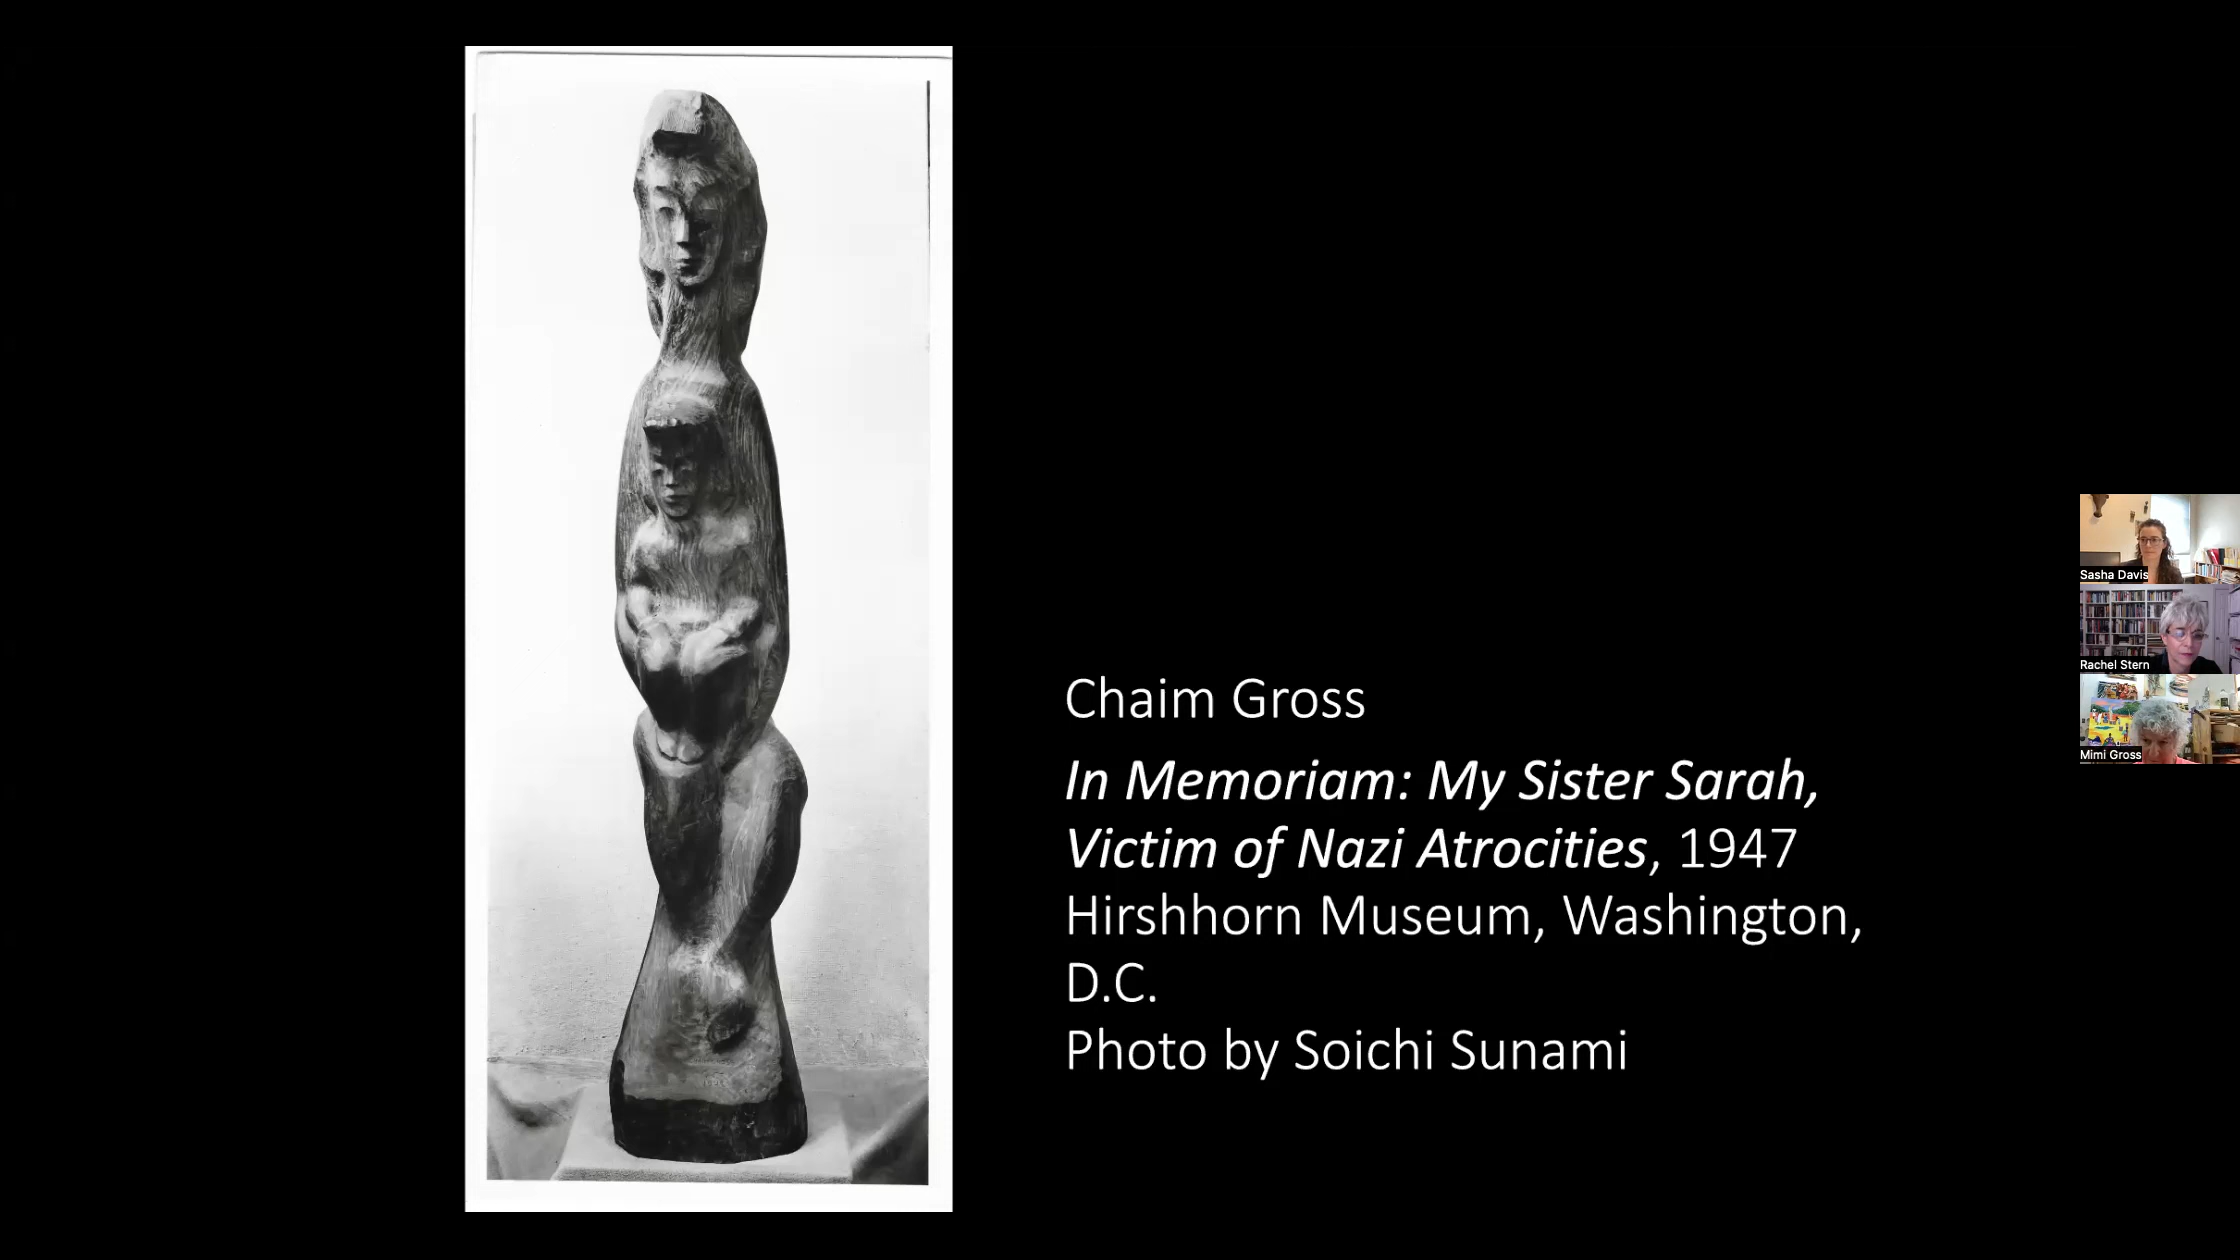 Chaim Gross
In Memoriam: My Sister Sarah,
Victim of Nazi Atrocities, 1947
Hirshhorn Museum, Washington,
D.C.
Photo by Soichi Sunami
Sasha Davis
Rachel Stern
Mimi Gross